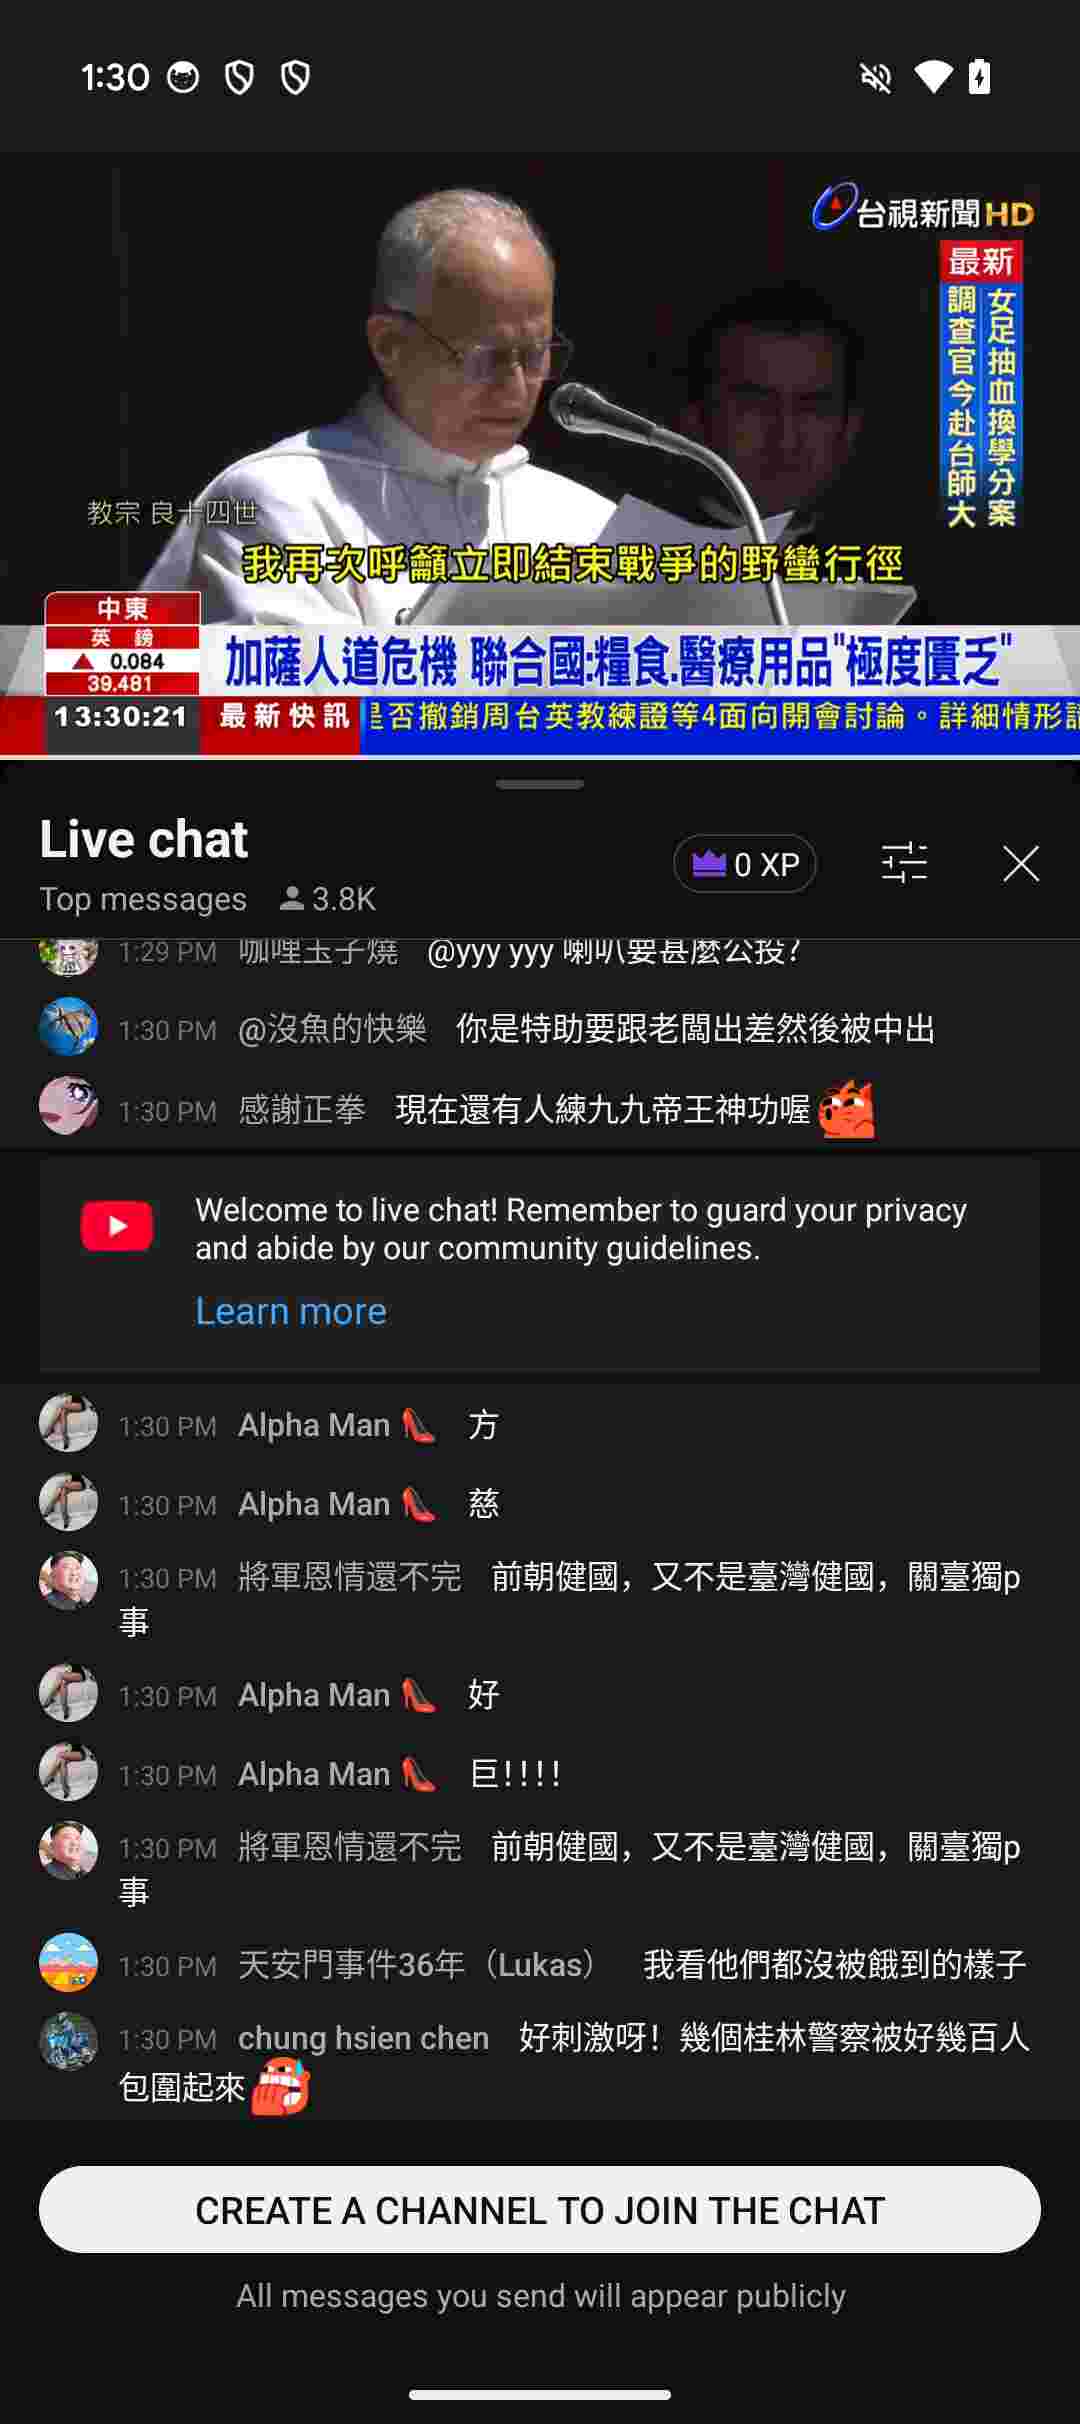 1:30
台視新聞HD
最新
女足抽血換學分案
調查官今赴台師大
教宗 良十四世
我再次呼籲立即結束戰爭的野蠻行徑
中東
英鎊
▲ 0.084
39.481
加薩人道危機 聯合國:糧食.醫療用品"極度匱乏"
13:30:21 最新快訊 是否撤銷周台英教練證等4面向開會討論。詳細情形請
Live chat
0 XP
Top messages 3.8K
1:29 PM 咖哩玉子燒 @yyy yyy 喇叭要甚麼公投?
1:30 PM @沒魚的快樂 你是特助要跟老闆出差然後被中出
1:30 PM 感謝正拳 現在還有人練九九帝王神功喔
Welcome to live chat! Remember to guard your privacy
and abide by our community guidelines.
Learn more
1:30 PM Alpha Man 👠 方
1:30 PM Alpha Man 👠 慈
1:30 PM 將軍恩情還不完 前朝健國，又不是臺灣健國，關臺獨p
事
1:30 PM Alpha Man 👠 好
1:30 PM Alpha Man 👠 巨!!!!
1:30 PM 將軍恩情還不完 前朝健國，又不是臺灣健國，關臺獨p
事
1:30 PM 天安門事件36年（Lukas） 我看他們都沒被餓到的樣子
1:30 PM chung hsien chen 好刺激呀！幾個桂林警察被好幾百人
包圍起來
CREATE A CHANNEL TO JOIN THE CHAT
All messages you send will appear publicly